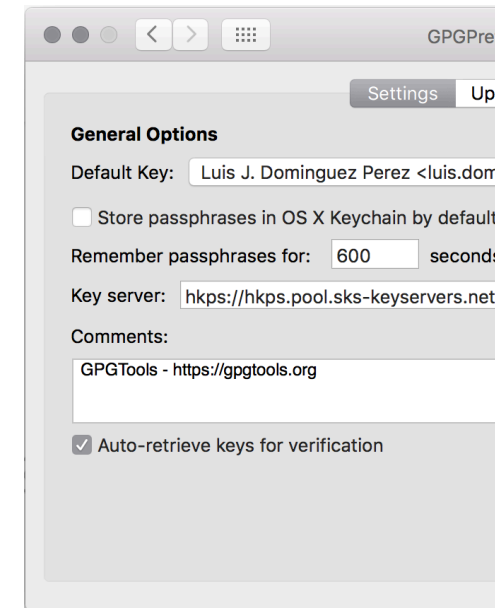 GPGPre
Settings Up
General Options
Default Key: Luis J. Dominguez Perez <luis.dom
Store passphrases in OS X Keychain by default
Remember passphrases for: 600 seconds
Key server: hkps://hkps.pool.sks-keyservers.net
Comments:
GPGTools - https://gpgtools.org
Auto-retrieve keys for verification